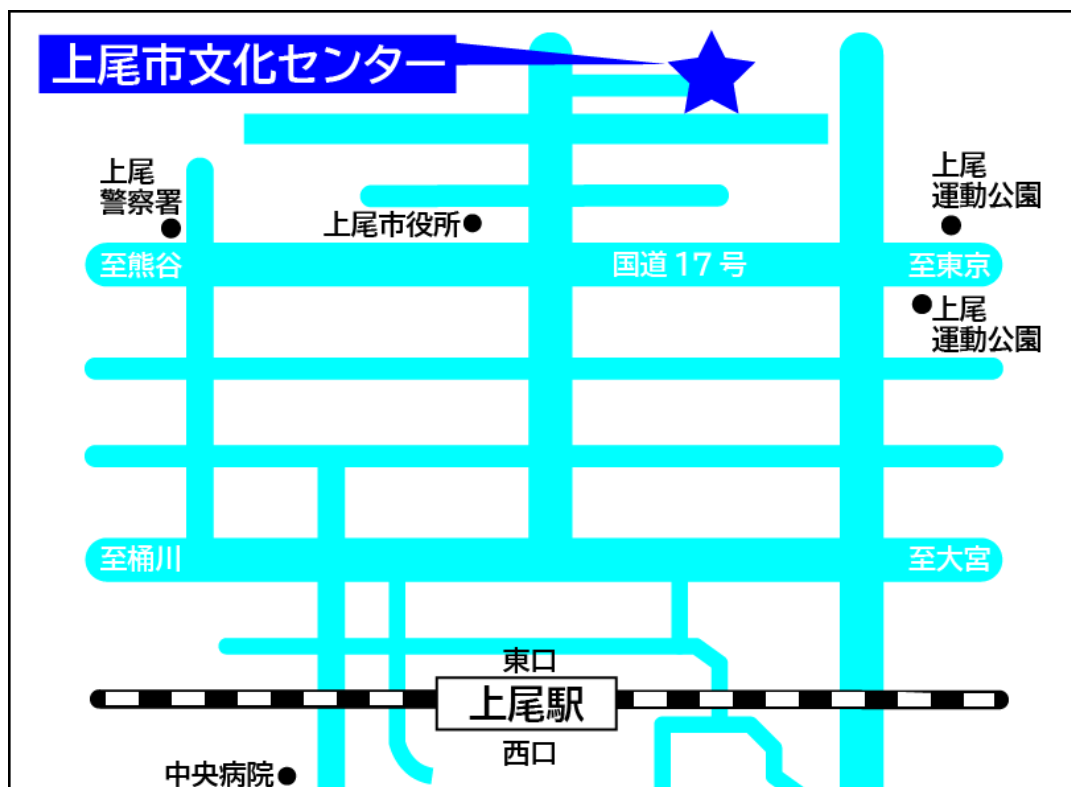 上尾市文化センター
上尾
警察署
上尾市役所
上尾
運動公園
至熊谷
国道17号
至東京
上尾
運動公園
至桶川
至大宮
東口
上尾駅
西口
中央病院